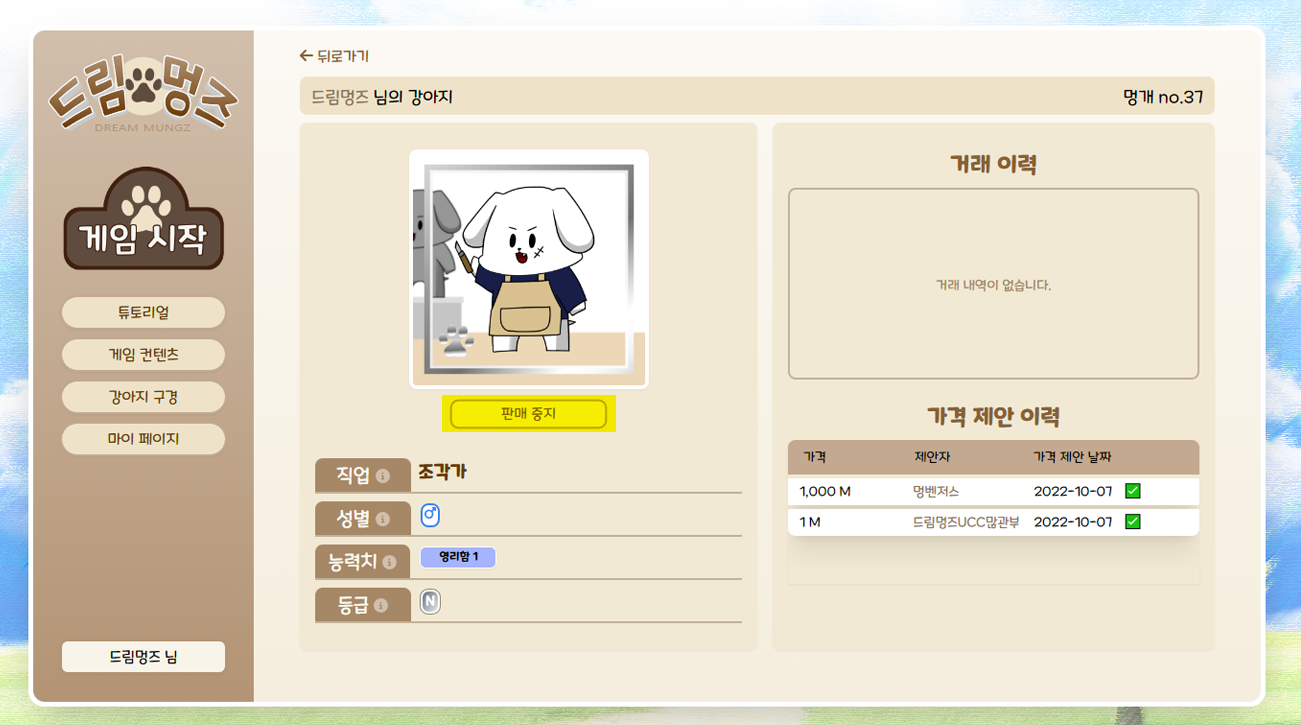 드림멍즈
DREAM MUNGZ
게임 시작
튜토리얼
게임 컨텐츠
강아지 구경
마이 페이지
드림멍즈 님
뒤로가기
드림멍즈 님의 강아지
멍개 no.37
판매 중지
직업
조각가
성별
능력치
영리함 1
등급
N
거래 이력
거래 내역이 없습니다.
가격 제안 이력
가격 제안자 가격 제안 날짜
1,000 M 멍벤저스 2022-10-07
1 M 드림멍즈UCC많관부 2022-10-07